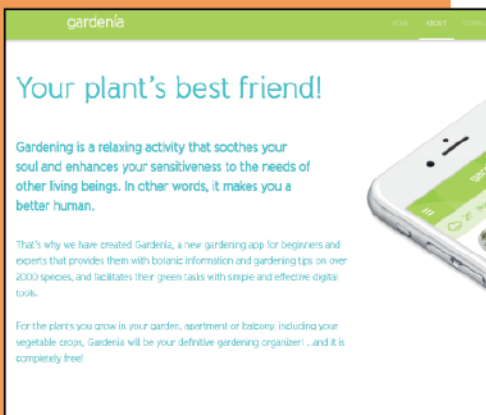 gardenia
HOME ABOUT
Your plant's best friend!
Gardening is a relaxing activity that soothes your
soul and enhances your sensitiveness to the needs of
other living beings. In other words, it makes you a
better human.
That's why we have created Gardenia, a new gardening app for beginners and
experts that provides them with botanic information and gardening tips on over
2000 species, and facilitates their green tasks with simple and effective digital
tools.
For the plants you grow in your garden, apartment or balcony, including your
vegetable crops, Gardenia will be your definitive gardening organizer! ...and it is
completely free!